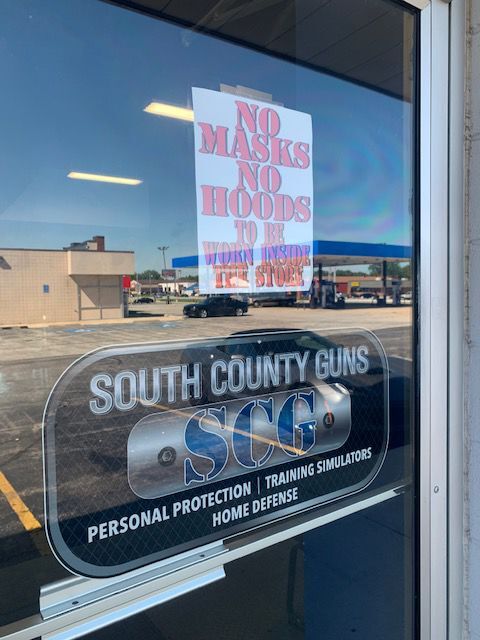 NO
MASKS
NO
HOODS
TO BE
WORN INSIDE
THE STORE
SOUTH COUNTY GUNS
SCG
PERSONAL PROTECTION | TRAINING SIMULATORS
HOME DEFENSE